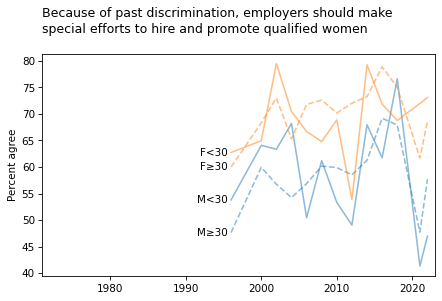 Because of past discrimination, employers should make
special efforts to hire and promote qualified women
80
75
70
65
60
55
50
45
40
Percent agree
F<30
F≥30
M<30
M≥30
1980 1990 2000 2010 2020